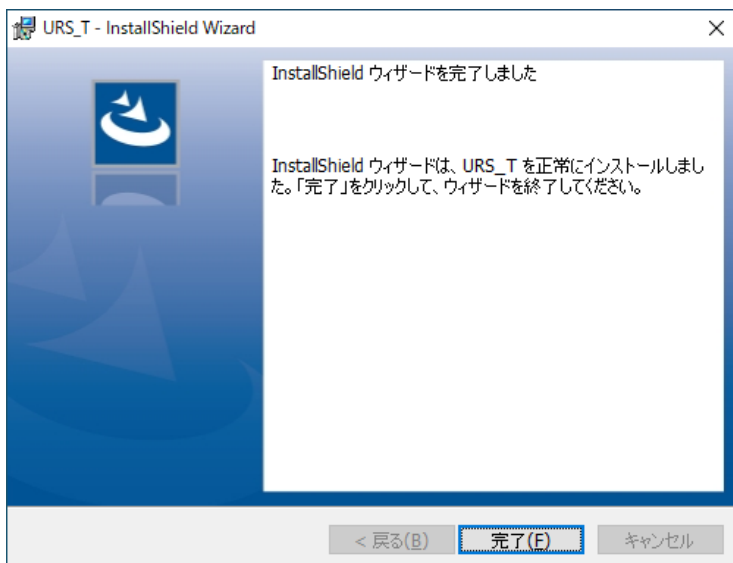 URS_T - InstallShield Wizard
InstallShield ウィザードを完了しました
InstallShield ウィザードは、URS_T を正常にインストールしまし
た。「完了」をクリックして、ウィザードを終了してください。
< 戻る(B)
完了(F)
キャンセル